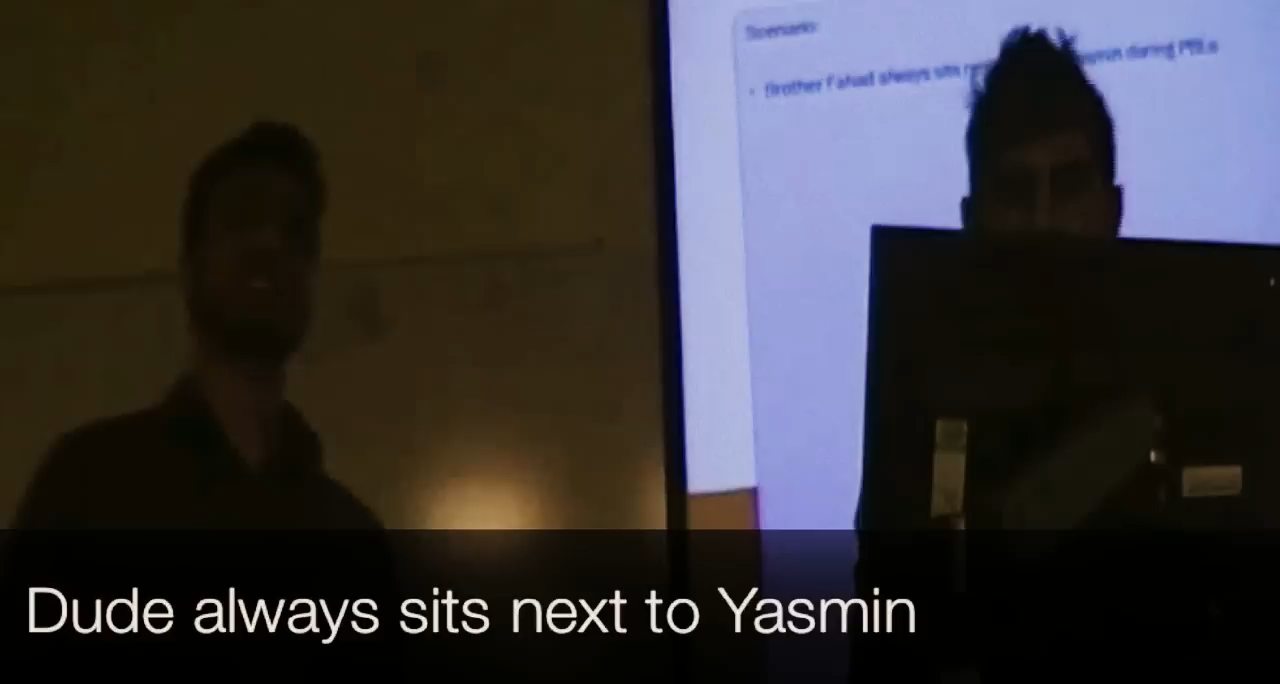 Scenario:
• Brother Fahad always sits during PBLs
Dude always sits next to Yasmin